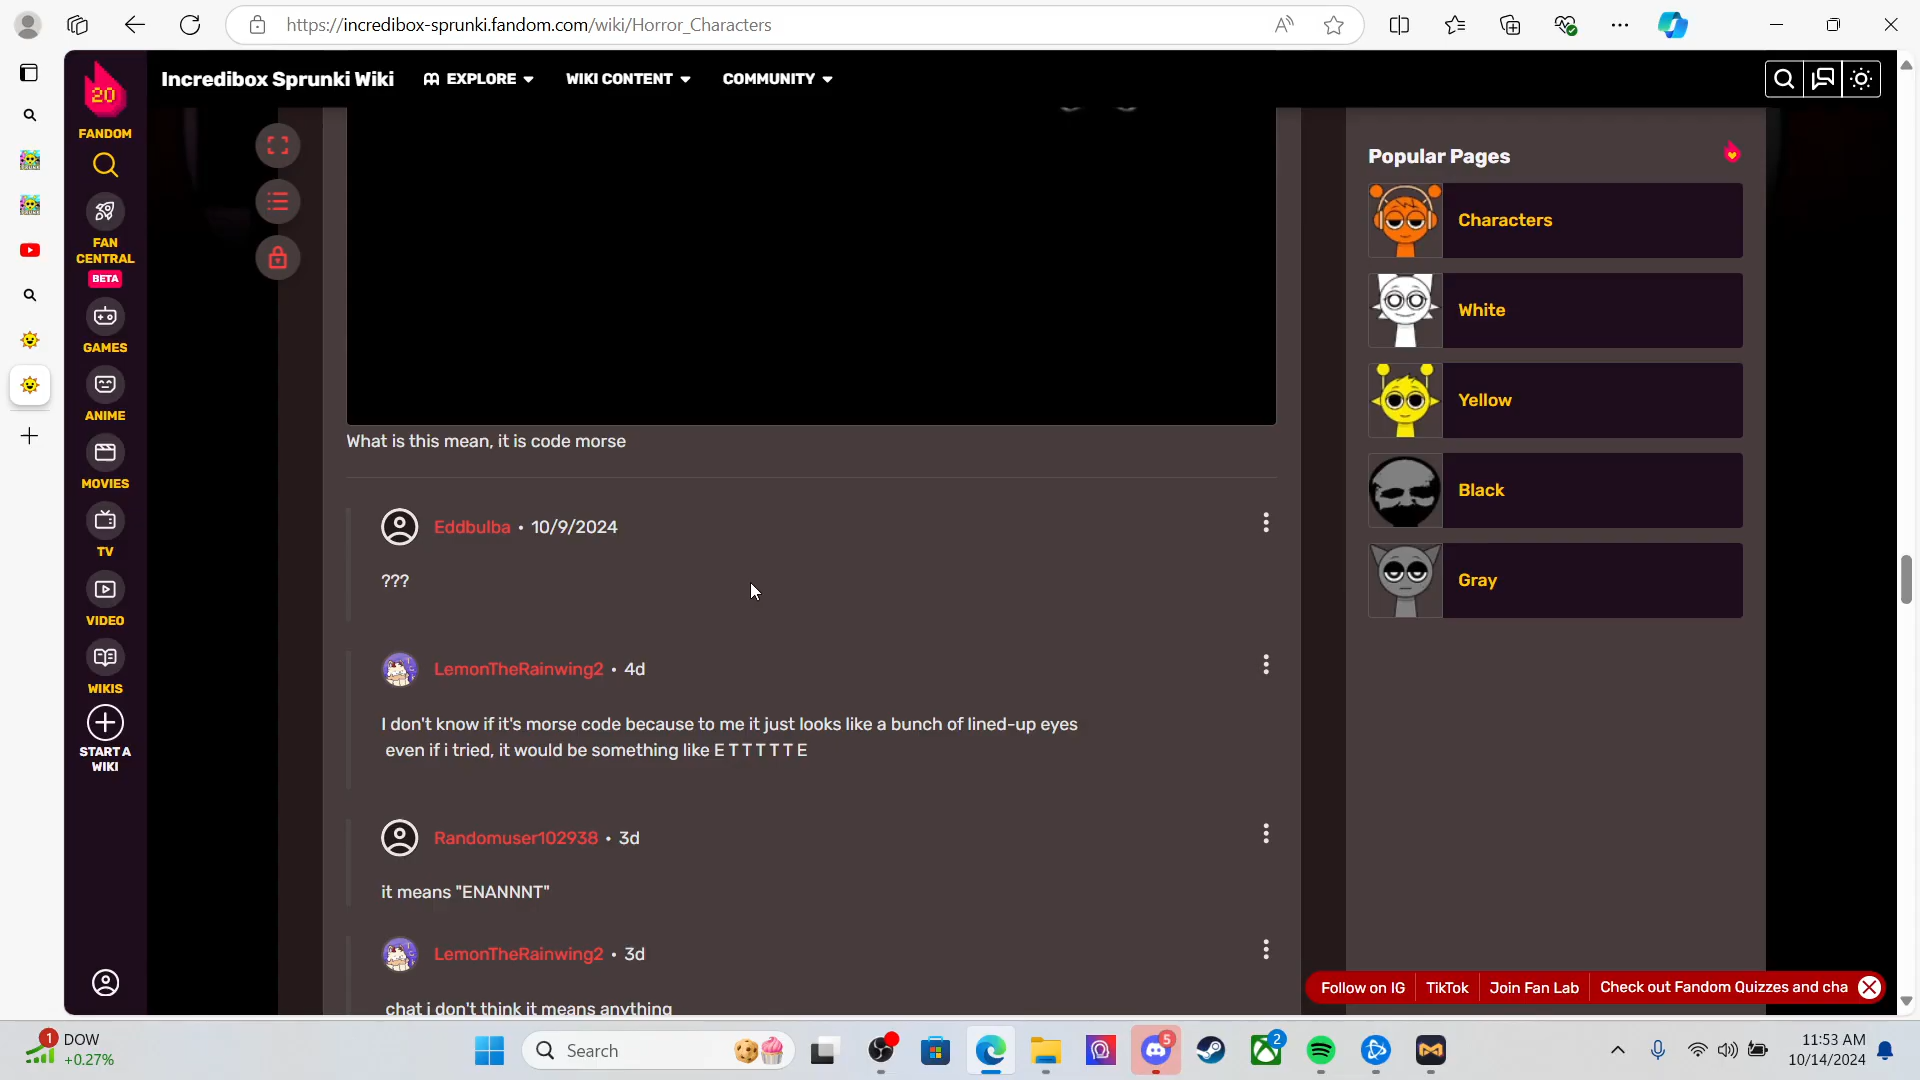 https://incredibox-sprunki.fandom.com/wiki/Horror_Characters
20
FANDOM
Incredibox Sprunki Wiki
EXPLORE
WIKI CONTENT
COMMUNITY
FAN CENTRAL
BETA
GAMES
ANIME
MOVIES
TV
VIDEO
WIKIS
START A
WIKI
What is this mean, it is code morse
Eddbulba • 10/9/2024
???
LemonTheRainwing2 • 4d
I don't know if it's morse code because to me it just looks like a bunch of lined-up eyes
even if i tried, it would be something like E T T T T T E
Randomuser102938 • 3d
it means "ENANNNT"
LemonTheRainwing2 • 3d
chat i don't think it means anything
Popular Pages
Characters
White
Yellow
Black
Gray
Follow on IG
TikTok
Join Fan Lab
Check out Fandom Quizzes and cha
1
DOW
+0.27%
Search
5
2
11:53 AM
10/14/2024